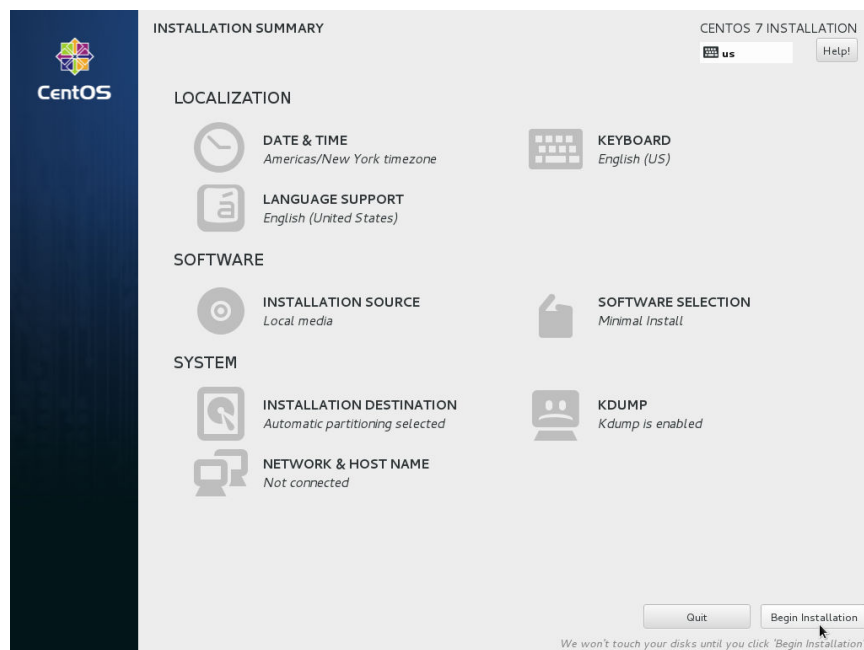 INSTALLATION SUMMARY
CENTOS 7 INSTALLATION
us
Help!
CentOS
LOCALIZATION
DATE & TIME
Americas/New York timezone
KEYBOARD
English (US)
á
LANGUAGE SUPPORT
English (United States)
SOFTWARE
INSTALLATION SOURCE
Local media
SOFTWARE SELECTION
Minimal Install
SYSTEM
INSTALLATION DESTINATION
Automatic partitioning selected
KDUMP
Kdump is enabled
NETWORK & HOST NAME
Not connected
Quit
Begin Installation
We won't touch your disks until you click 'Begin Installation